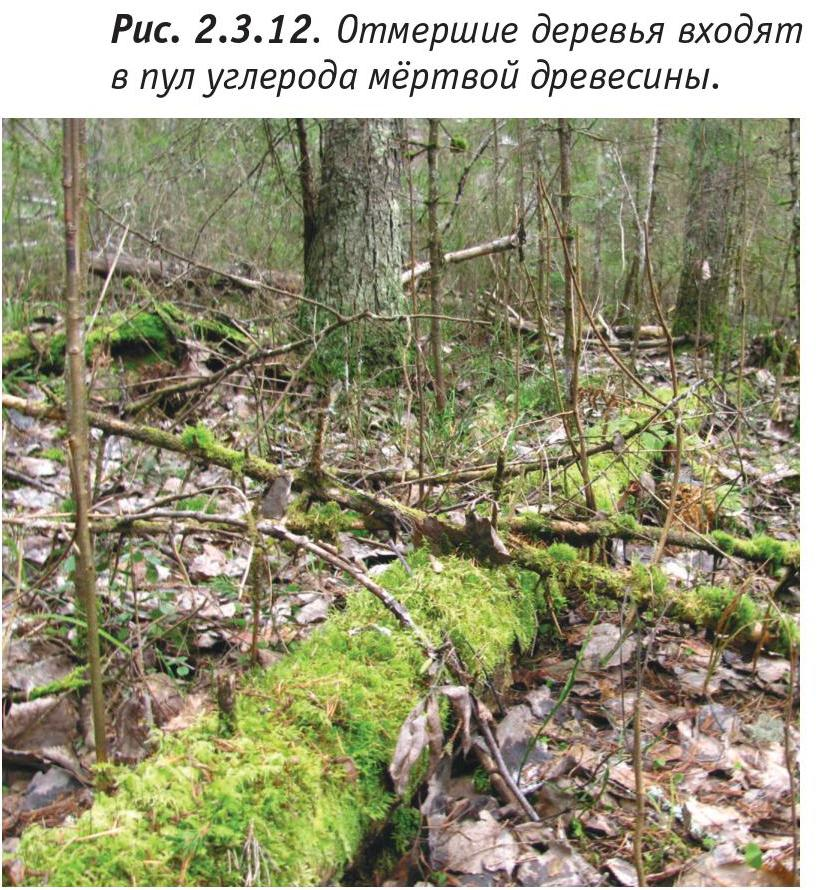 Рис. 2.3.12. Отмершие деревья входят
в пул углерода мёртвой древесины.